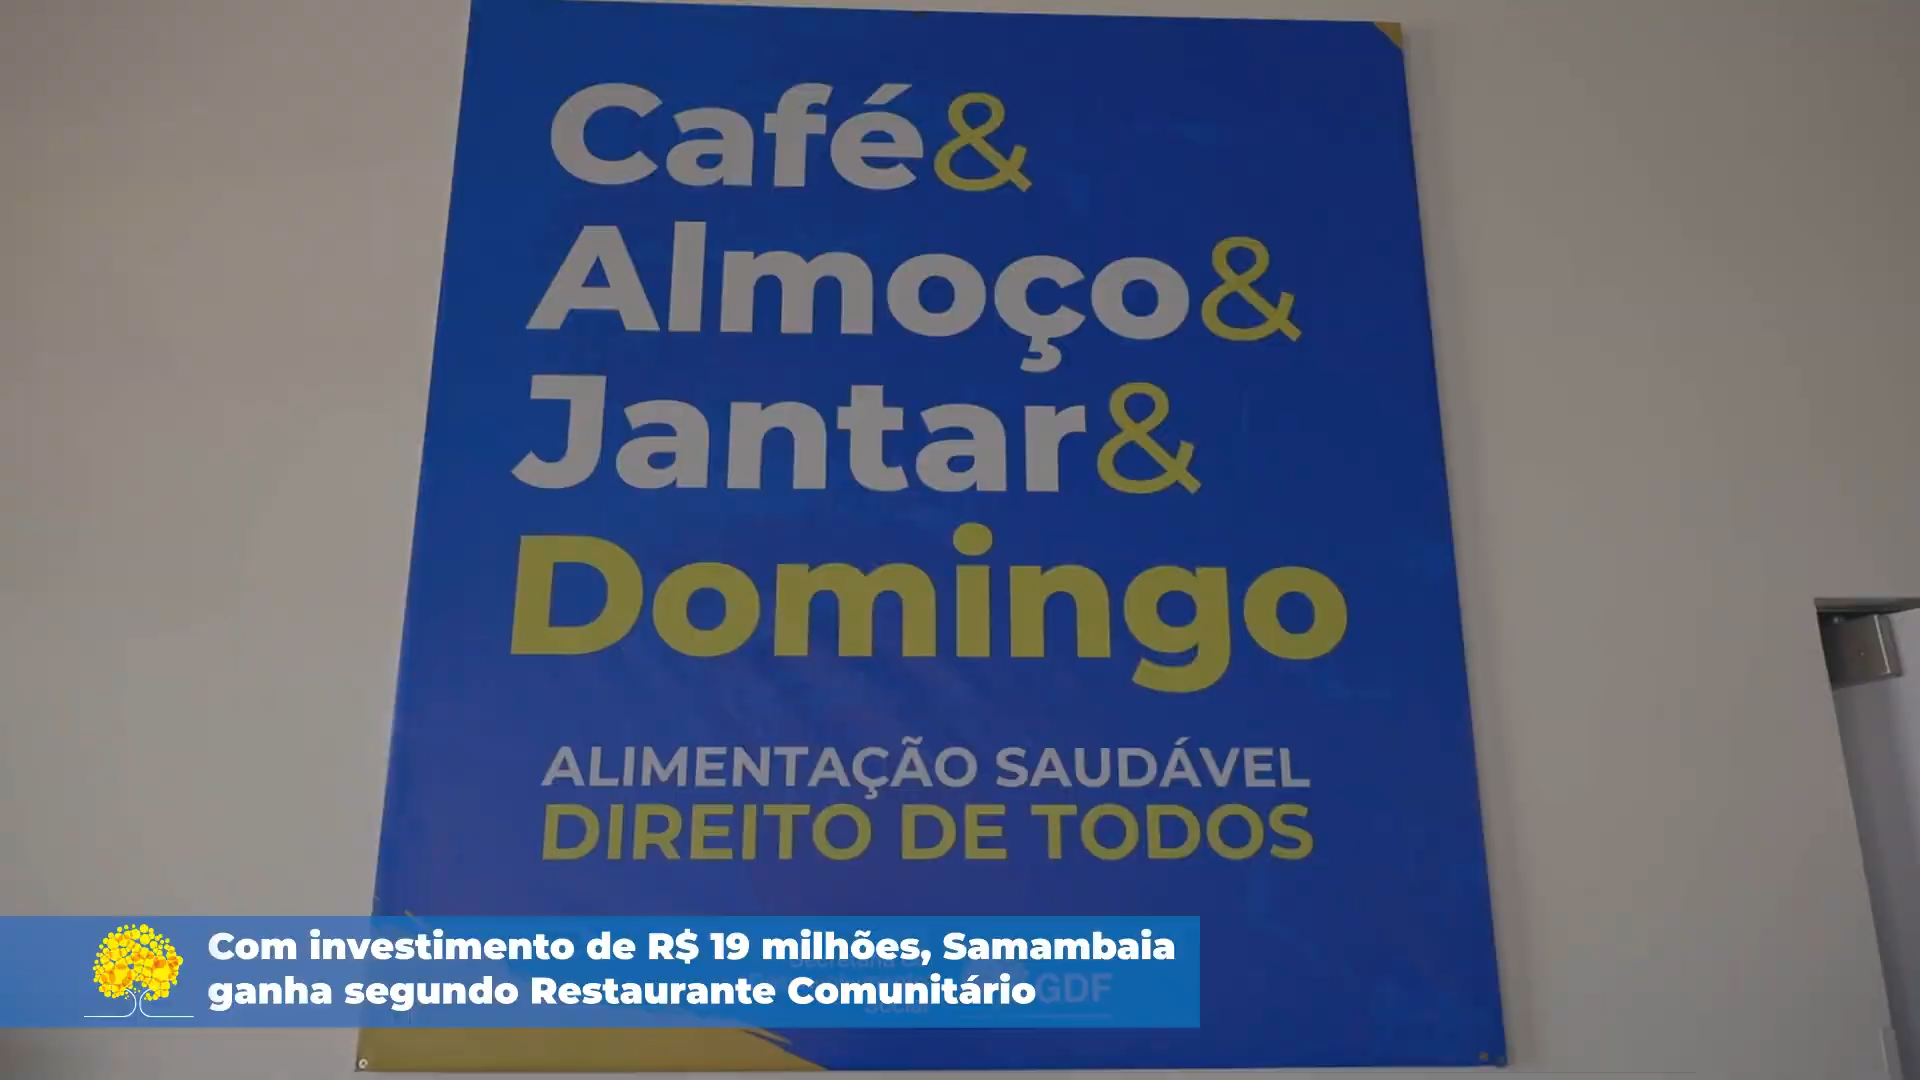 Café&
Almoço&
Jantar&
Domingo
ALIMENTAÇÃO SAUDÁVEL
DIREITO DE TODOS
Com investimento de R$ 19 milhões, Samambaia
ganha segundo Restaurante Comunitário
GDF